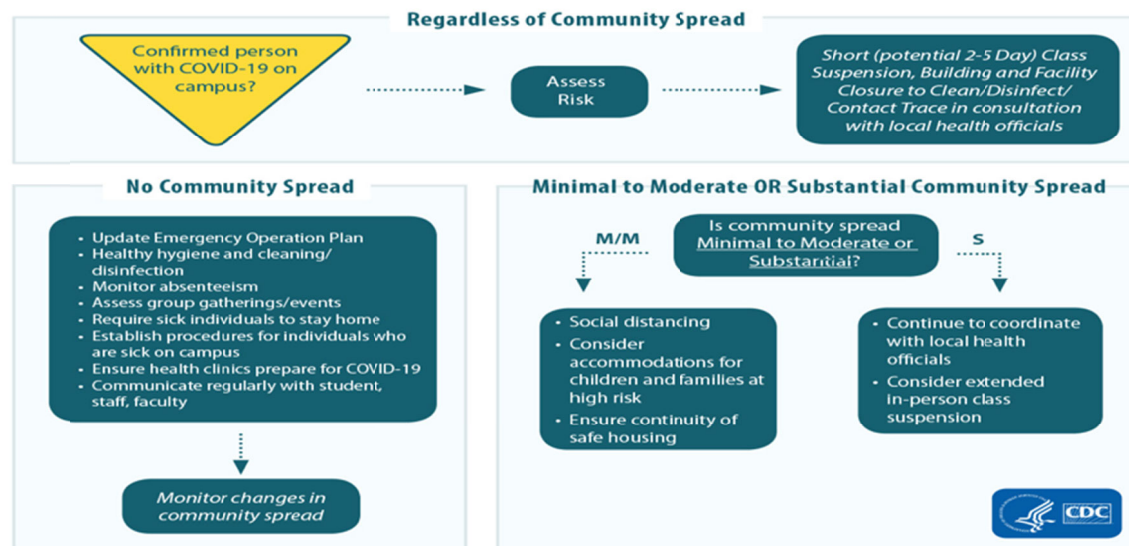 Regardless of Community Spread
Confirmed person
with COVID-19 on
campus?
Assess
Risk
Short (potential 2-5 Day) Class
Suspension, Building and Facility
Closure to Clean/Disinfect/
Contact Trace in consultation
with local health officials
No Community Spread
• Update Emergency Operation Plan
• Healthy hygiene and cleaning/
disinfection
• Monitor absenteeism
• Assess group gatherings/events
• Require sick individuals to stay home
• Establish procedures for individuals who
are sick on campus
• Ensure health clinics prepare for COVID-19
• Communicate regularly with student,
staff, faculty
Monitor changes in
community spread
Minimal to Moderate OR Substantial Community Spread
Is community spread
Minimal to Moderate or
Substantial?
M/M
S
• Social distancing
• Consider
accommodations for
children and families at
high risk
• Ensure continuity of
safe housing
• Continue to coordinate
with local health
officials
• Consider extended
in-person class
suspension
CDC